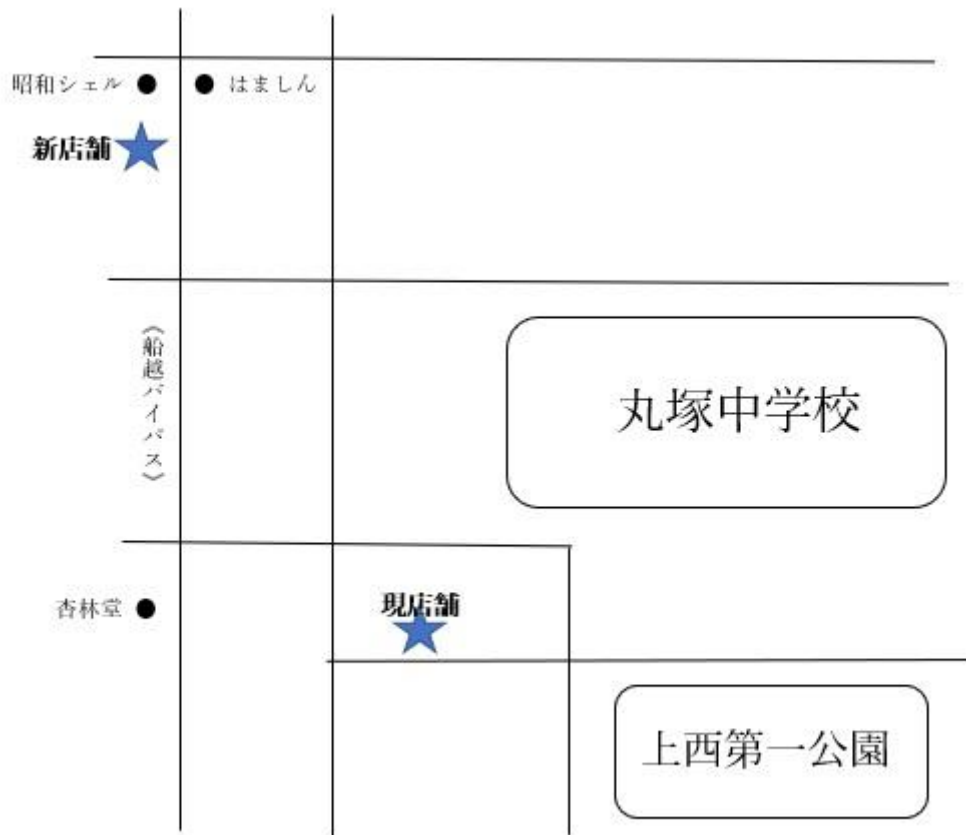 昭和シェル ● ● はましん
新店舗
《船越バイパス》
丸塚中学校
杏林堂 ●
現店舗
上西第一公園